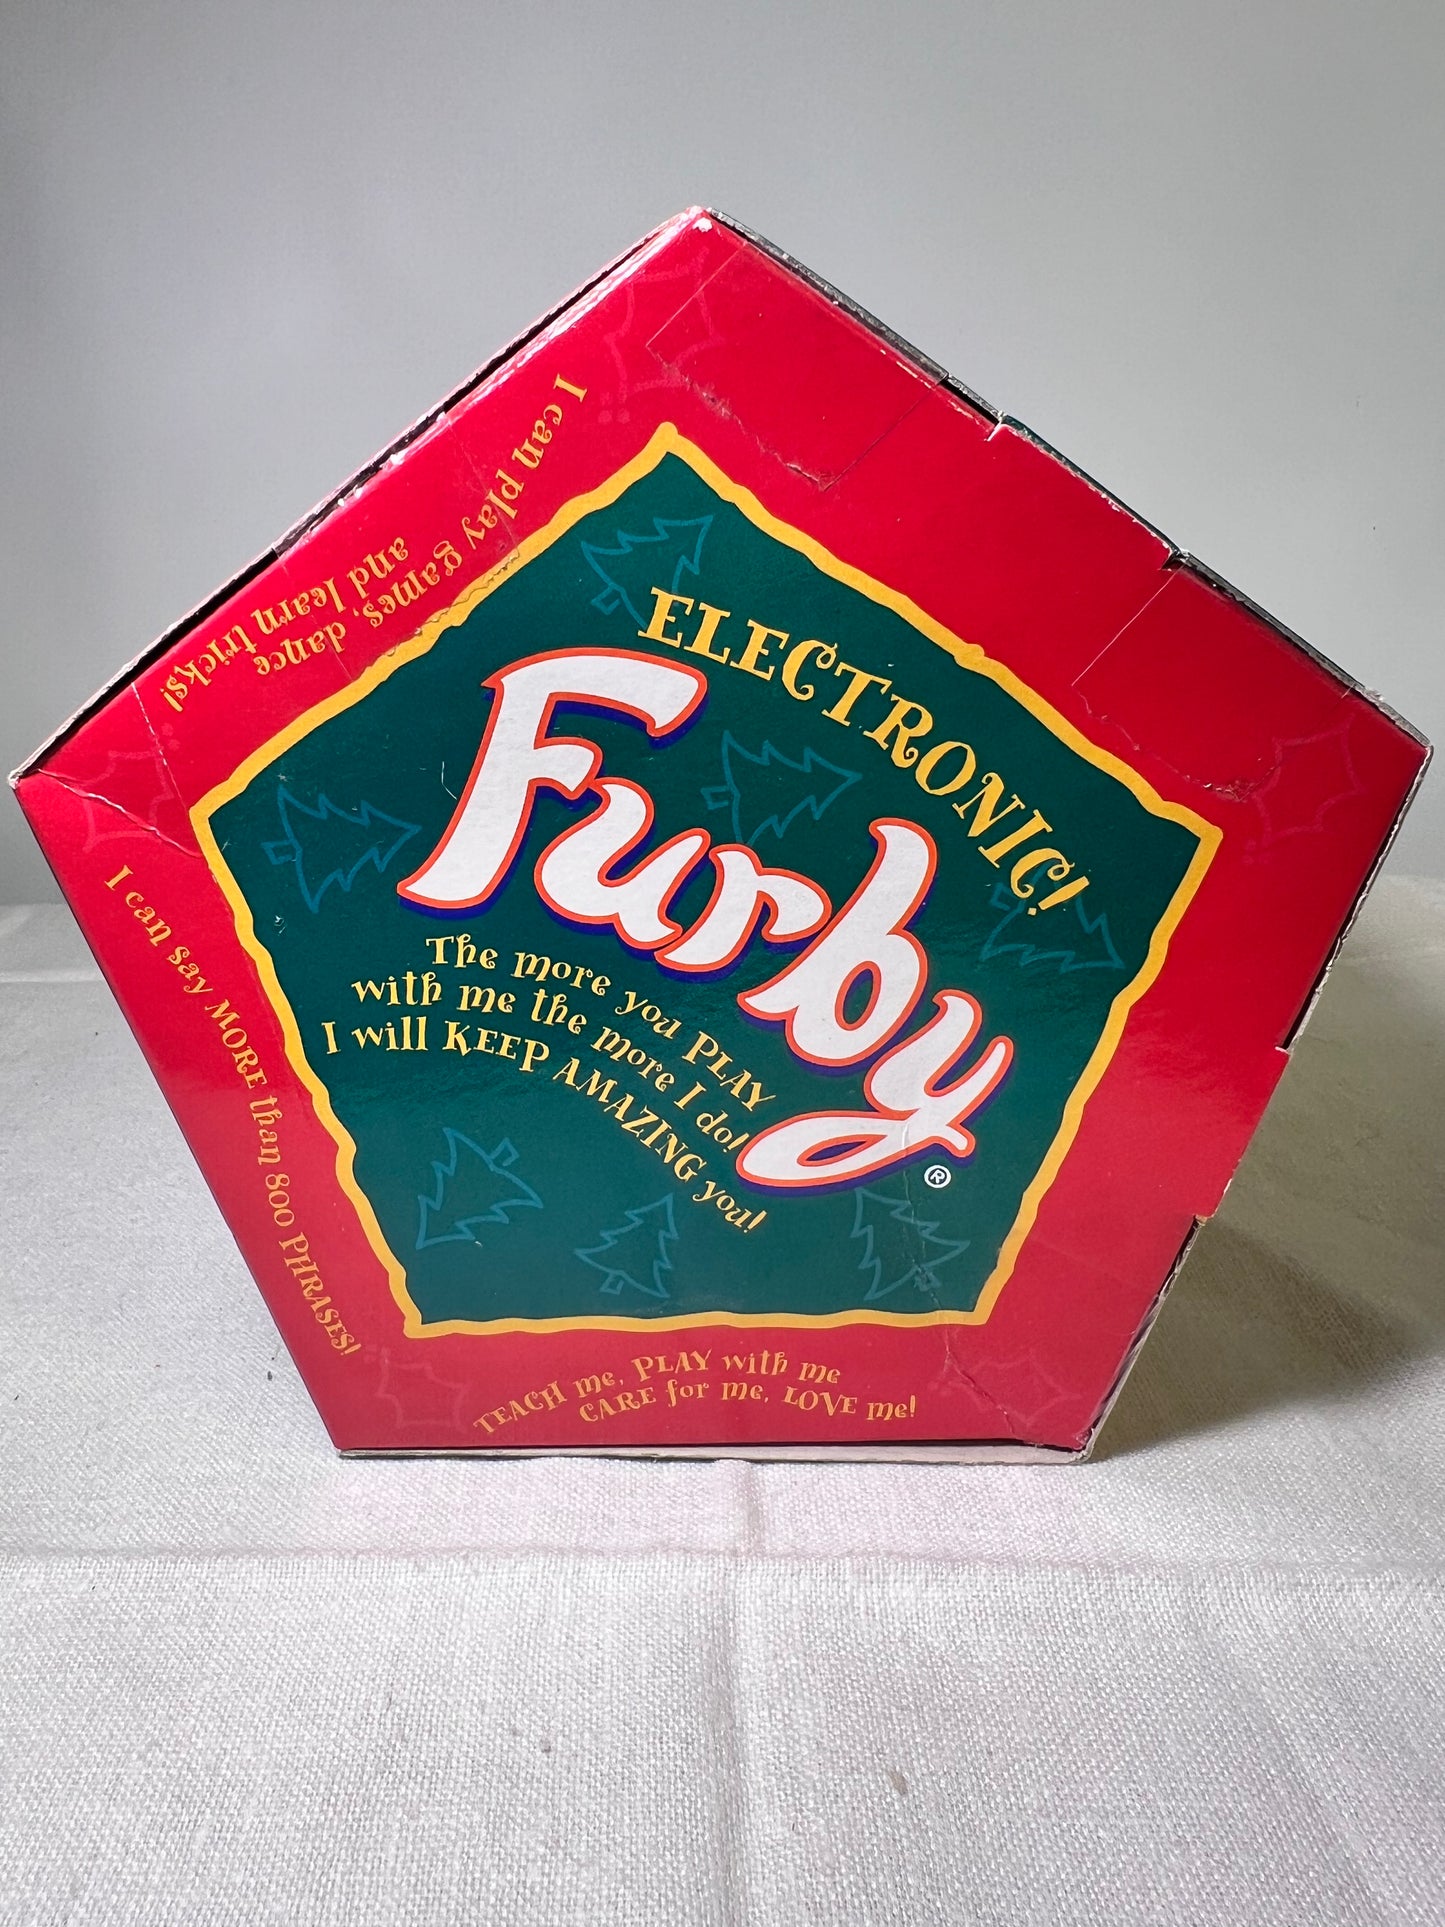 ELECTRONIC!
Furby®
The more you PLAY
with me the more I do!
I will KEEP AMAZING you!
I can play games, dance
and learn tricks!
I can say MORE than 800 PHRASES!
TEACH me, PLAY with me
CARE for me, LOVE me!